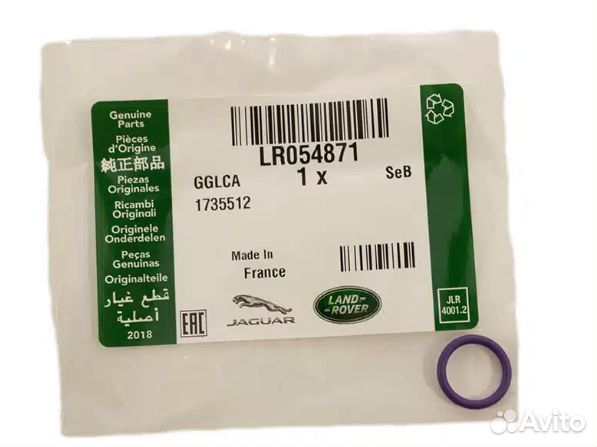 Genuine
Parts
Pièces
d'Origine
純正部品
Piezas
Originales
Ricambi
Originali
Originele
Onderdelen
Peças
Genuinas
Originalteile
قطع غيار
أصلية
2018
LR054871
GGLCA
1 x
SeB
1735512
Made In
France
EAC
JAGUAR
LAND-
-ROVER
JLR
4001.2
Avito